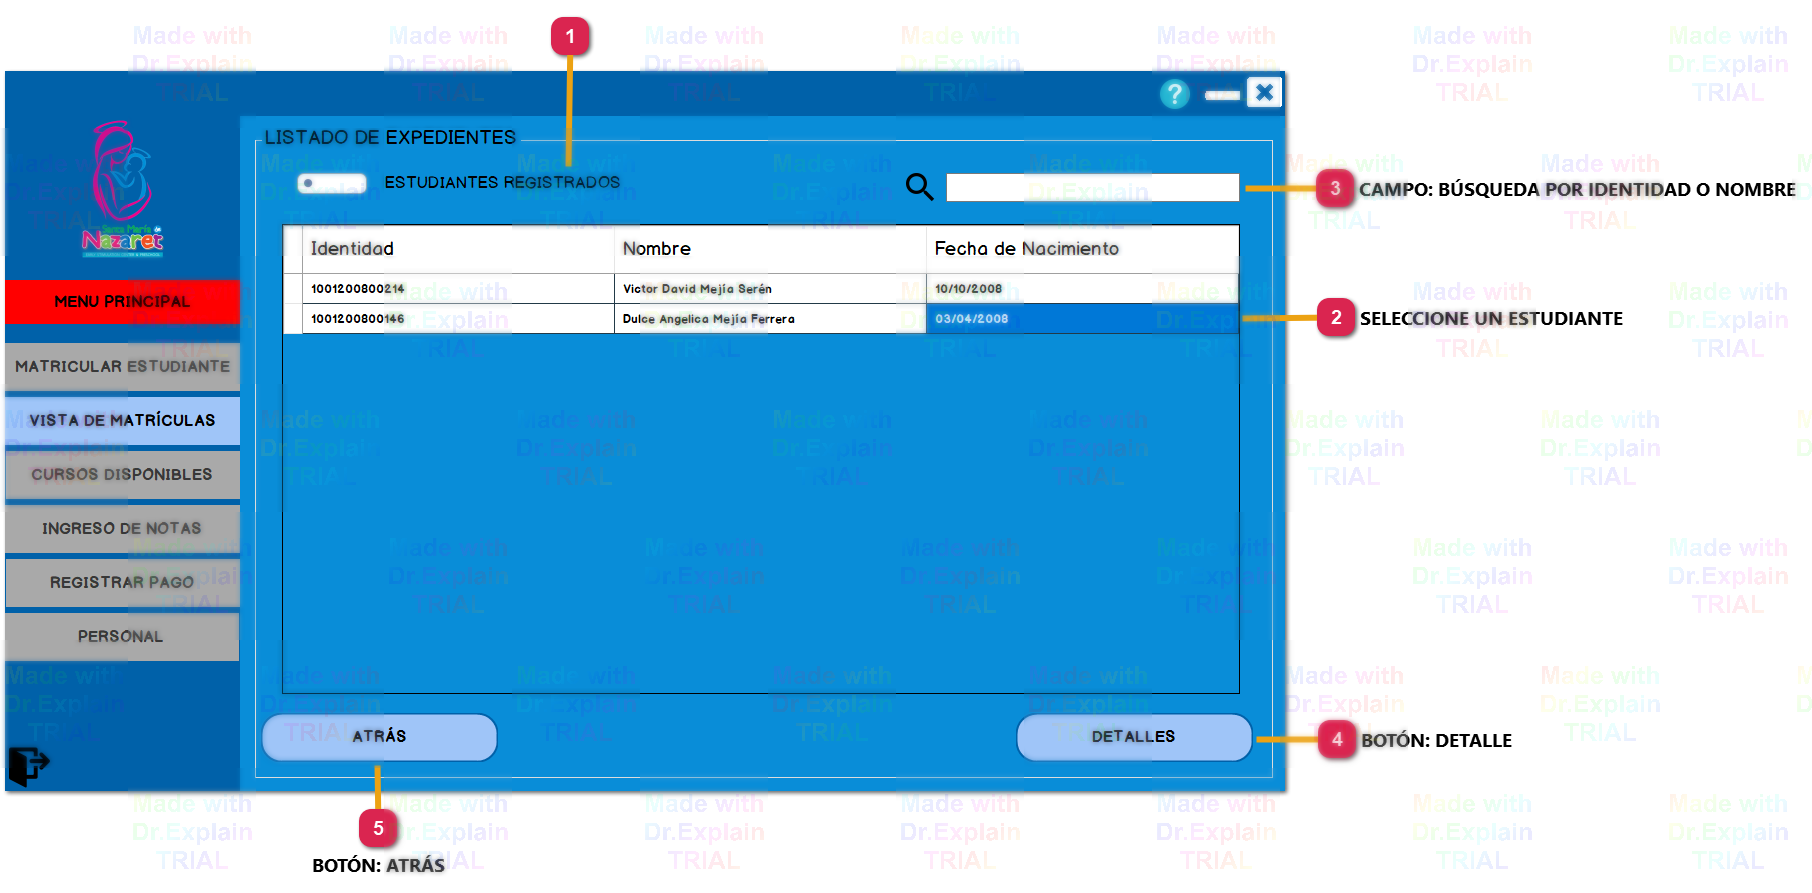 1
?
LISTADO DE EXPEDIENTES
ESTUDIANTES REGISTRADOS
3 CAMPO: BÚSQUEDA POR IDENTIDAD O NOMBRE
Santa María de
Nazaret
Identidad Nombre Fecha de Nacimiento
1001200800214 Victor David Mejía Serén 10/10/2008
1001200800146 Dulce Angelica Mejía Ferrera 03/04/2008
2 SELECCIONE UN ESTUDIANTE
MENU PRINCIPAL
MATRICULAR ESTUDIANTE
VISTA DE MATRÍCULAS
CURSOS DISPONIBLES
INGRESO DE NOTAS
REGISTRAR PAGO
PERSONAL
ATRÁS
DETALLES
4 BOTÓN: DETALLE
5
BOTÓN: ATRÁS
Made with
Dr.Explain
TRIAL